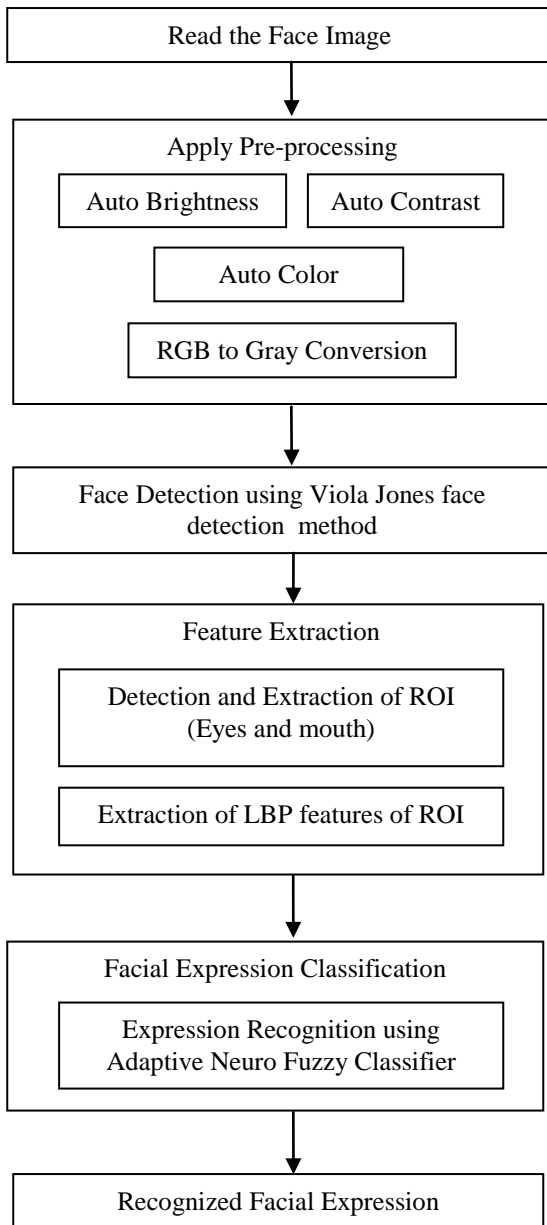 Read the Face Image
Apply Pre-processing
Auto Brightness
Auto Contrast
Auto Color
RGB to Gray Conversion
Face Detection using Viola Jones face
detection method
Feature Extraction
Detection and Extraction of ROI
(Eyes and mouth)
Extraction of LBP features of ROI
Facial Expression Classification
Expression Recognition using
Adaptive Neuro Fuzzy Classifier
Recognized Facial Expression